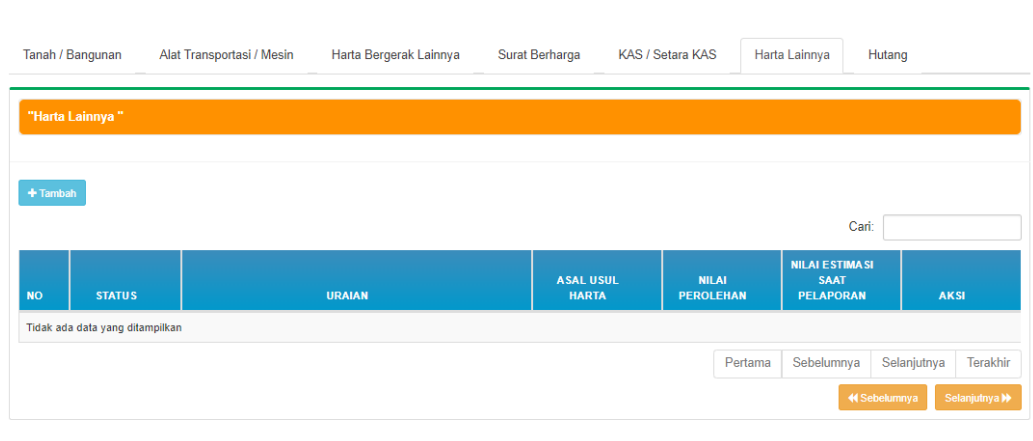 Tanah / Bangunan Alat Transportasi / Mesin Harta Bergerak Lainnya Surat Berharga KAS / Setara KAS Harta Lainnya Hutang
"Harta Lainnya "
+ Tambah
Cari:
NO STATUS URAIAN ASAL USUL HARTA NILAI PEROLEHAN NILAI ESTIMASI SAAT PELAPORAN AKSI
Tidak ada data yang ditampilkan
Pertama Sebelumnya Selanjutnya Terakhir
Sebelumnya Selanjutnya